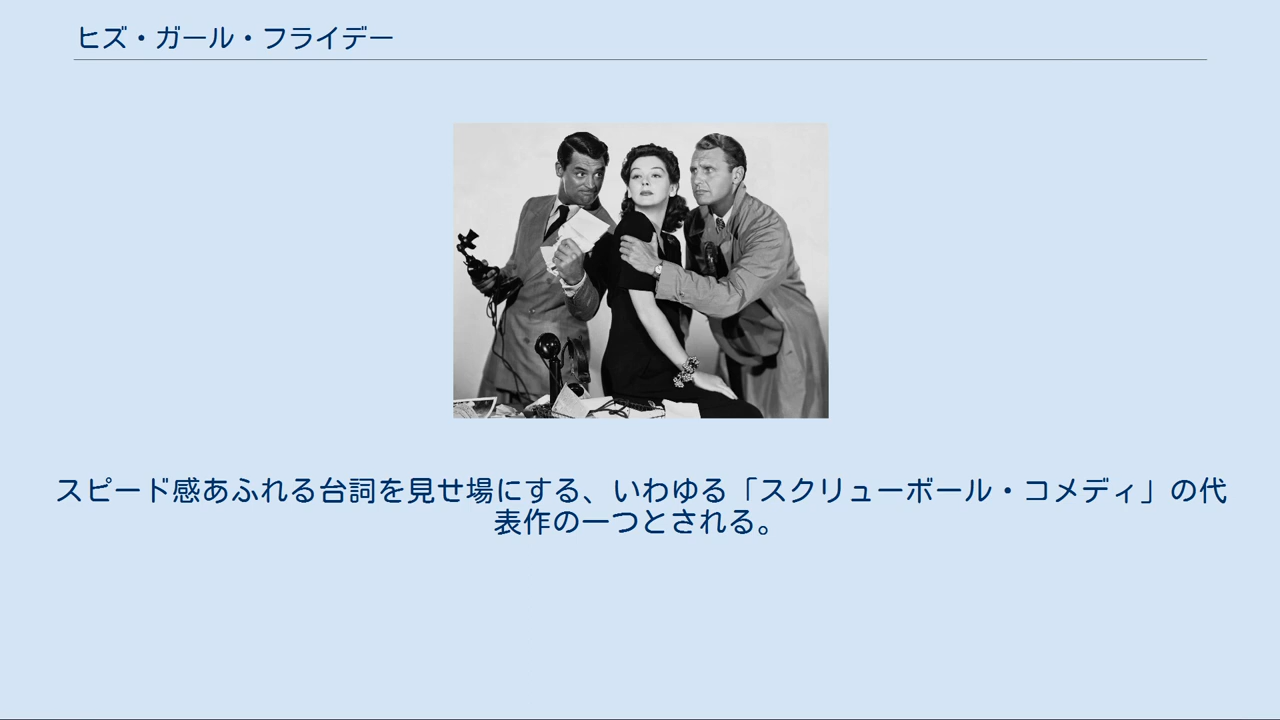 ヒズ・ガール・フライデー
スピード感あふれる台詞を見せ場にする、いわゆる「スクリューボール・コメディ」の代
表作の一つとされる。